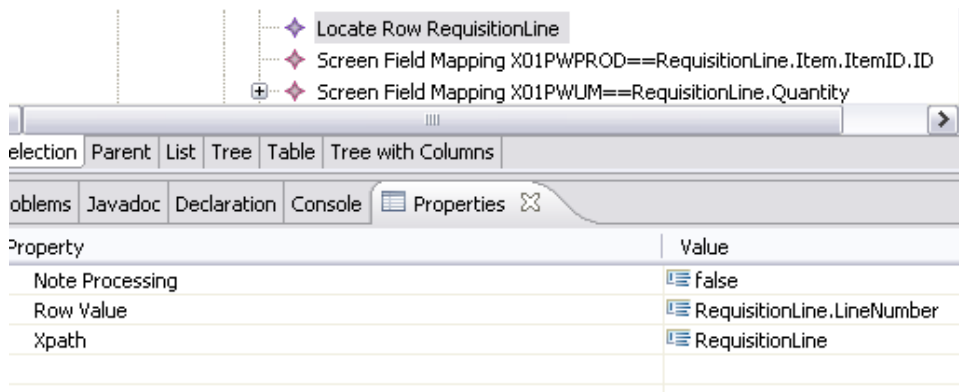 Locate Row RequisitionLine
Screen Field Mapping X01PWPROD==RequisitionLine.Item.ItemID.ID
Screen Field Mapping X01PWUM==RequisitionLine.Quantity
election Parent List Tree Table Tree with Columns
oblems Javadoc Declaration Console Properties
Property Value
Note Processing false
Row Value RequisitionLine.LineNumber
Xpath RequisitionLine